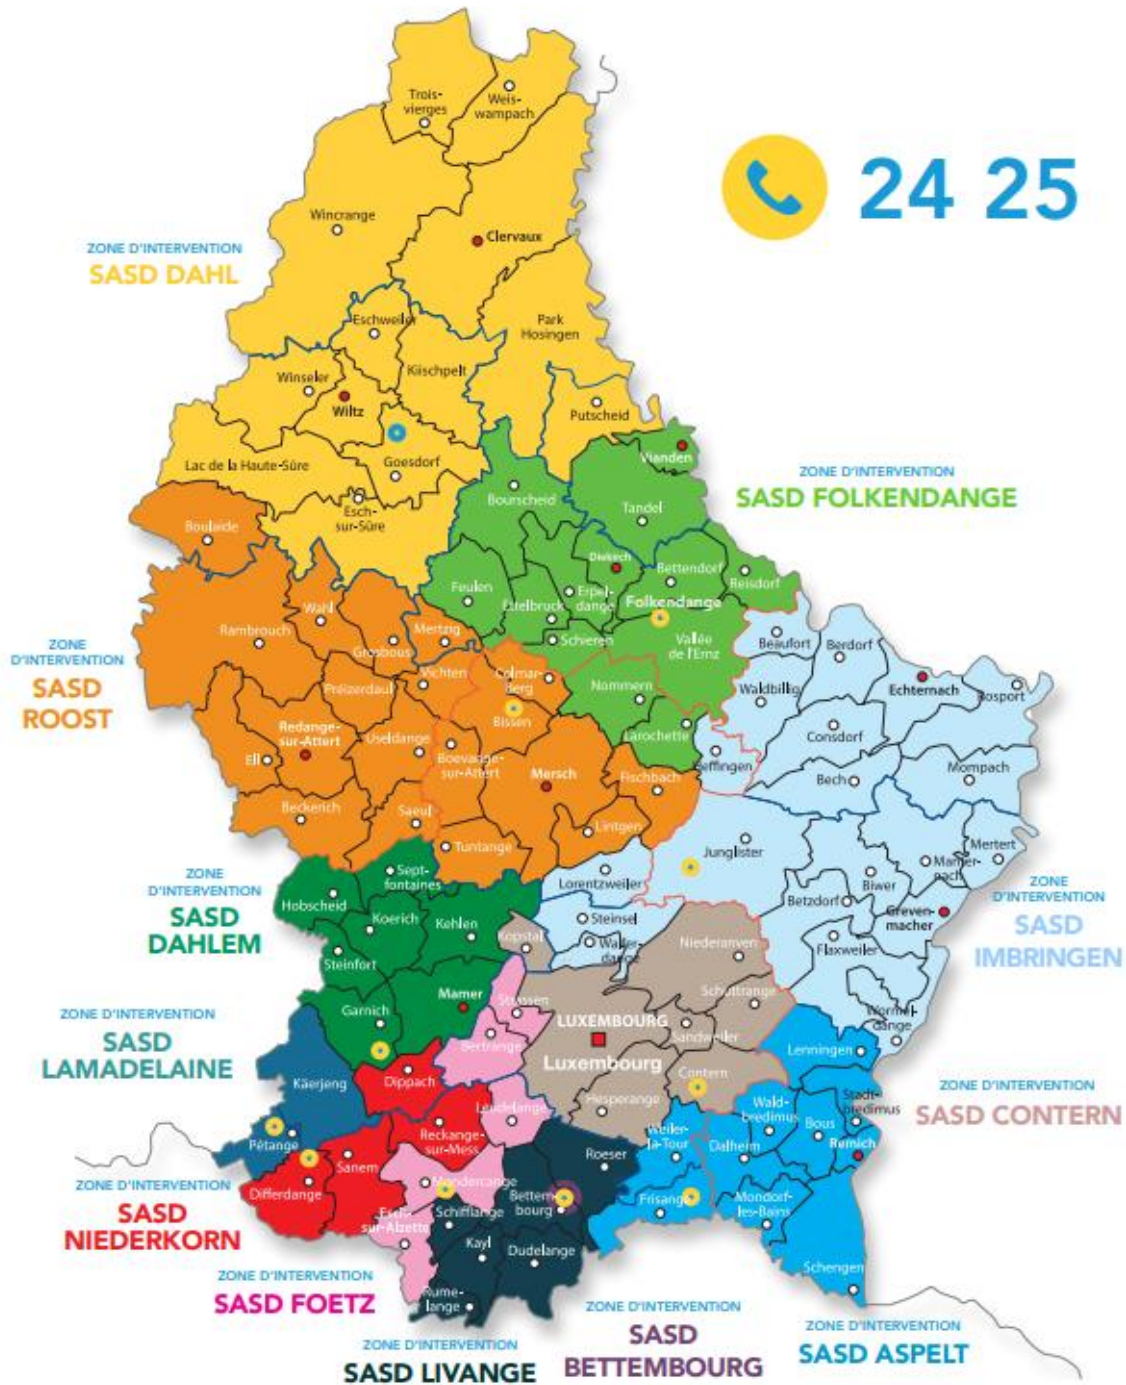 Trois-
vierges
Weis-
wampach
24 25
Wincrange
Clervaux
ZONE D'INTERVENTION
SASD DAHL
Eschweiler
Park
Hosingen
Kiischpelt
Winseler
Wiltz
Putscheid
Goesdorf
Lac de la Haute-Sûre
Vianden
ZONE D'INTERVENTION
SASD FOLKENDANGE
Bourscheid
Esch-
sur-Sûre
Tandel
Boulaide
Diekirch
Bettendorf
Reisdorf
Feulen
Erpel-
dange
Ettelbruck
Folkendange
Wahl
Rambrouch
Mertzig
Grosbous
Schieren
Vallée
de l'Ernz
Beaufort
Berdorf
ZONE
D'INTERVENTION
SASD
ROOST
Vichten
Colmar-
Berg
Préizerdaul
Nommern
Waldbillig
Echternach
Rosport
Bissen
Redange-
sur-Attert
Useldange
Larochette
Consdorf
Ell
Boevange-
sur-Attert
Mersch
Fischbach
Heffingen
Bech
Mompach
Beckerich
Saeul
Lintgen
Tuntange
Junglister
Mertert
ZONE
D'INTERVENTION
SASD
DAHLEM
Sept-
fontaines
Lorentzweiler
Manter-
nach
Biwer
ZONE
D'INTERVENTION
SASD
IMBRINGEN
Hobscheid
Koerich
Kehlen
Steinsel
Betzdorf
Greven-
macher
Kopstal
Walfer-
dange
Niederanven
Flaxweiler
Steinfort
Mamer
Strassen
Schuttrange
Wormel-
dange
Garnich
ZONE D'INTERVENTION
SASD
LAMADELAINE
LUXEMBOURG
Luxembourg
Sandweiler
Bertrange
Lenningen
Käerjeng
Dippach
Contern
ZONE D'INTERVENTION
SASD CONTERN
Hesperange
Leudelange
Wald-
bredimus
Stadt-
bredimus
Bous
Remich
Pétange
Reckange-
sur-Mess
Weiler-
la-Tour
Dalheim
Roeser
Sanem
ZONE D'INTERVENTION
SASD
NIEDERKORN
Differdange
Mondercange
Bettem-
bourg
Frisange
Mondorf-
les-Bains
Esch-
sur-Alzette
Schifflange
Kayl
Dudelange
Schengen
ZONE D'INTERVENTION
SASD FOETZ
Rume-
lange
ZONE D'INTERVENTION
SASD LIVANGE
ZONE D'INTERVENTION
SASD
BETTEMBOURG
ZONE D'INTERVENTION
SASD ASPELT